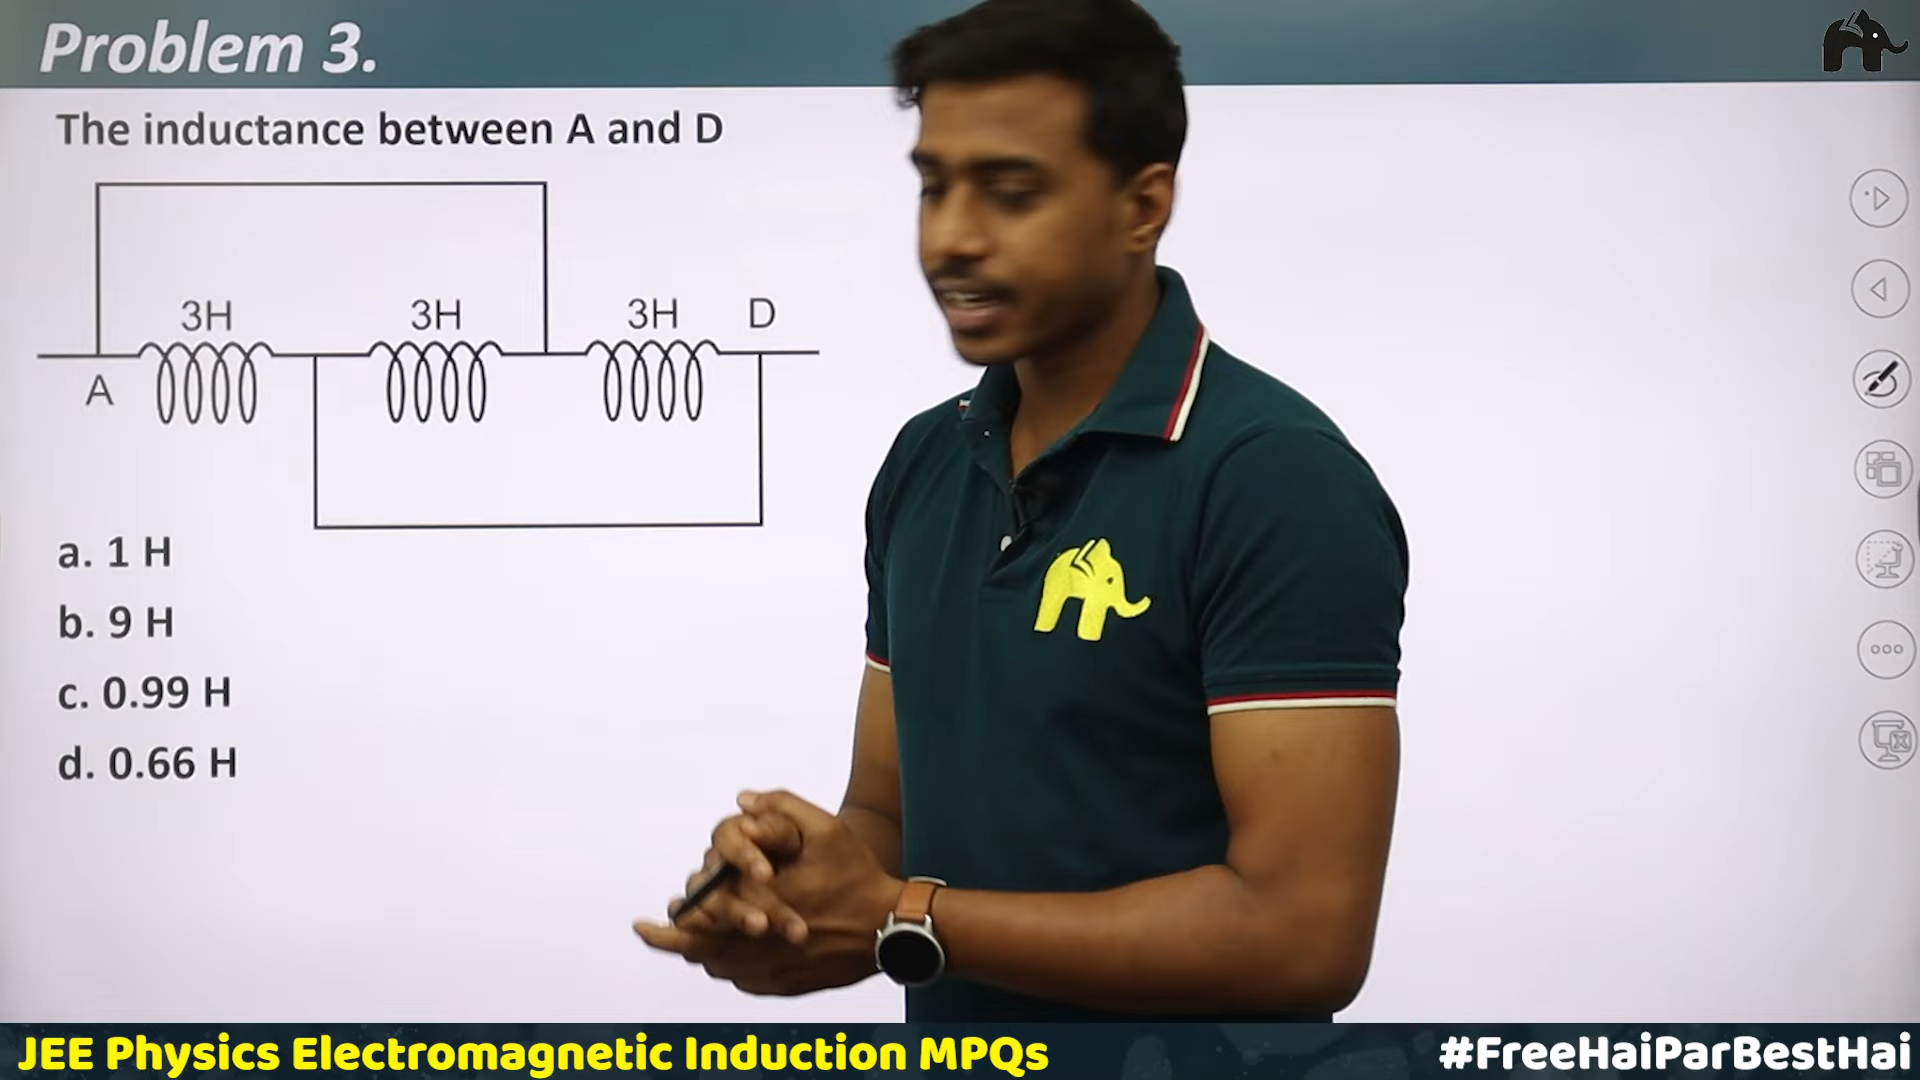 Problem 3.
The inductance between A and D
3H 3H 3H D
A
a. 1 H
b. 9 H
c. 0.99 H
d. 0.66 H
JEE Physics Electromagnetic Induction MPQs
#FreeHaiParBestHai